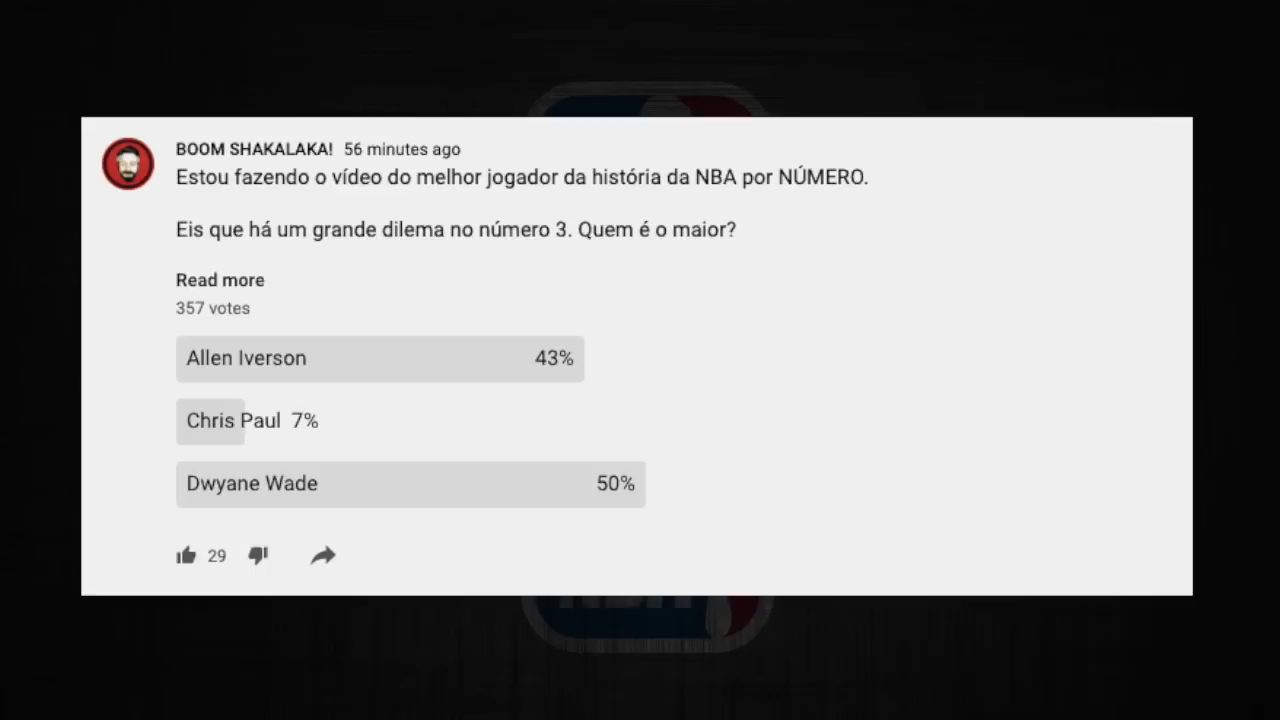 BOOM SHAKALAKA! 56 minutes ago
Estou fazendo o vídeo do melhor jogador da história da NBA por NÚMERO.
Eis que há um grande dilema no número 3. Quem é o maior?
Read more
357 votes
Allen Iverson 43%
Chris Paul 7%
Dwyane Wade 50%
29